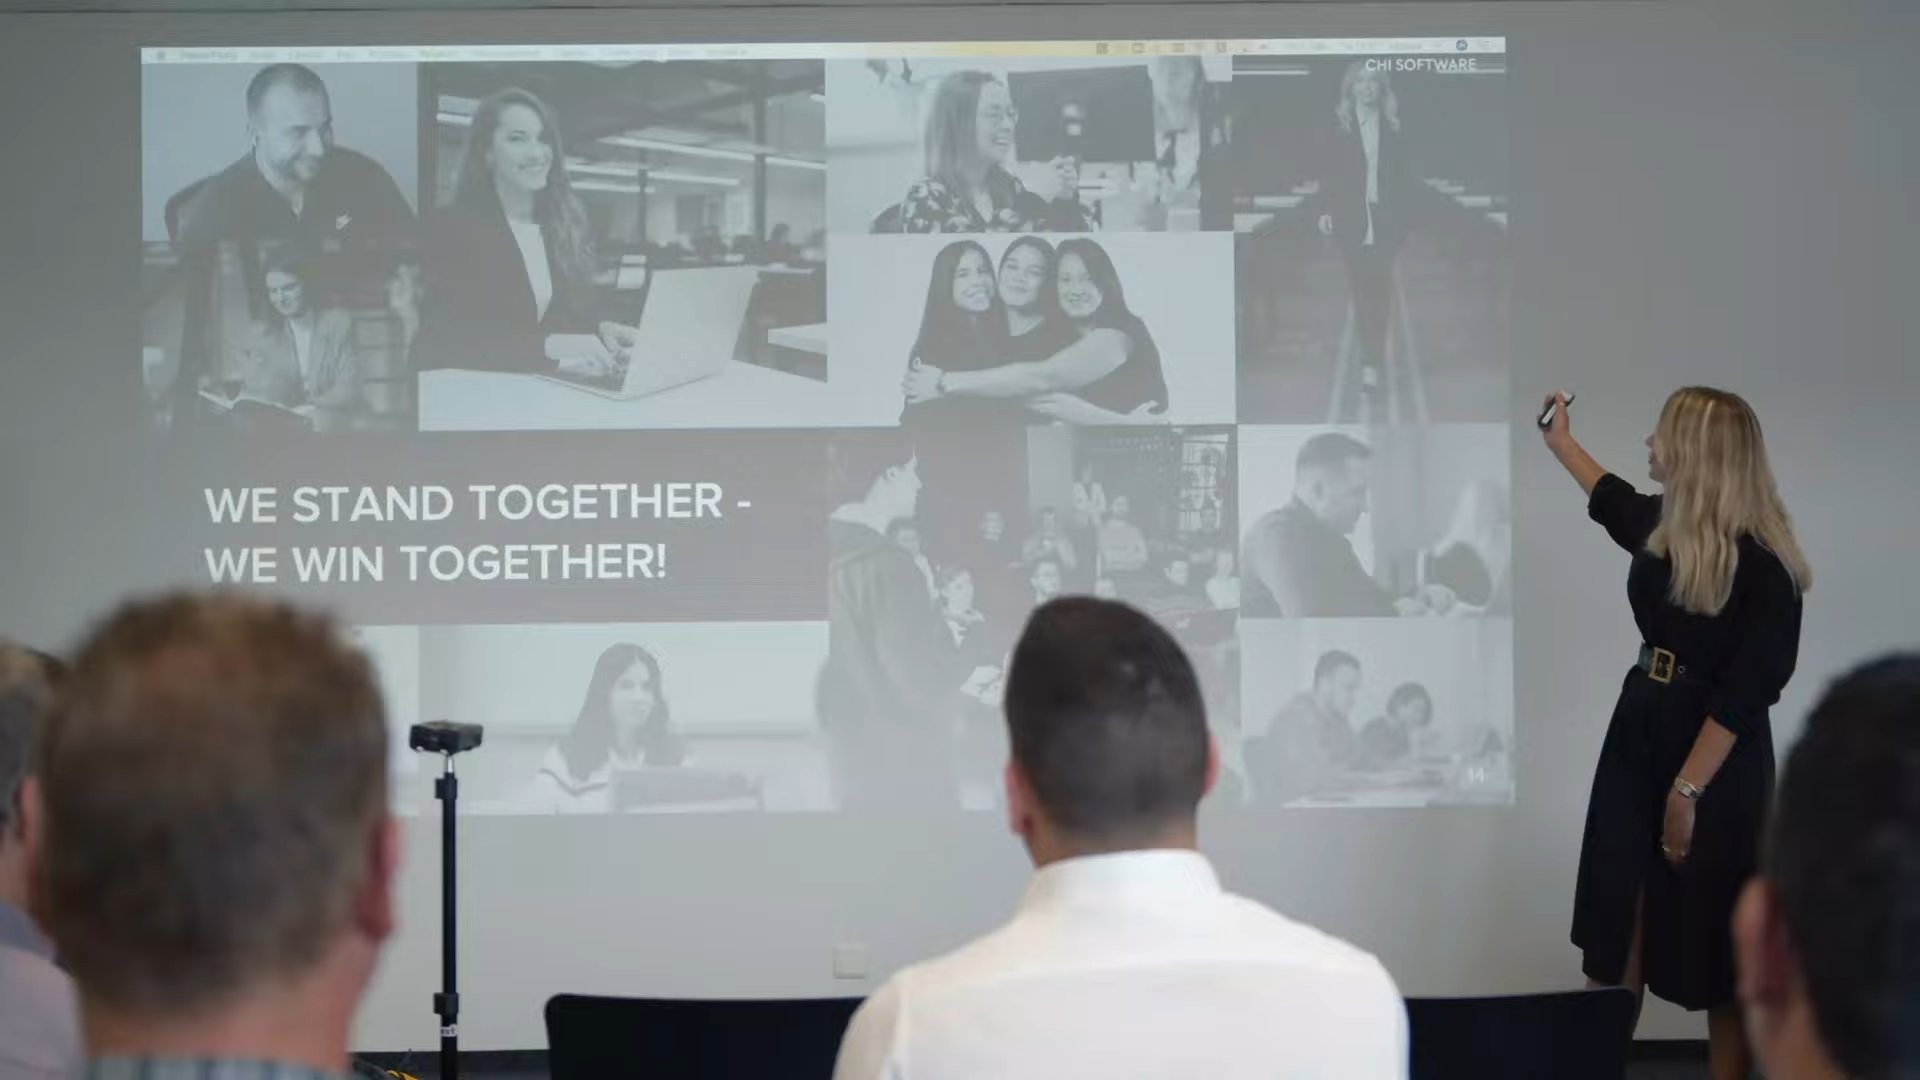 CHI SOFTWARE
WE STAND TOGETHER -
WE WIN TOGETHER!
14